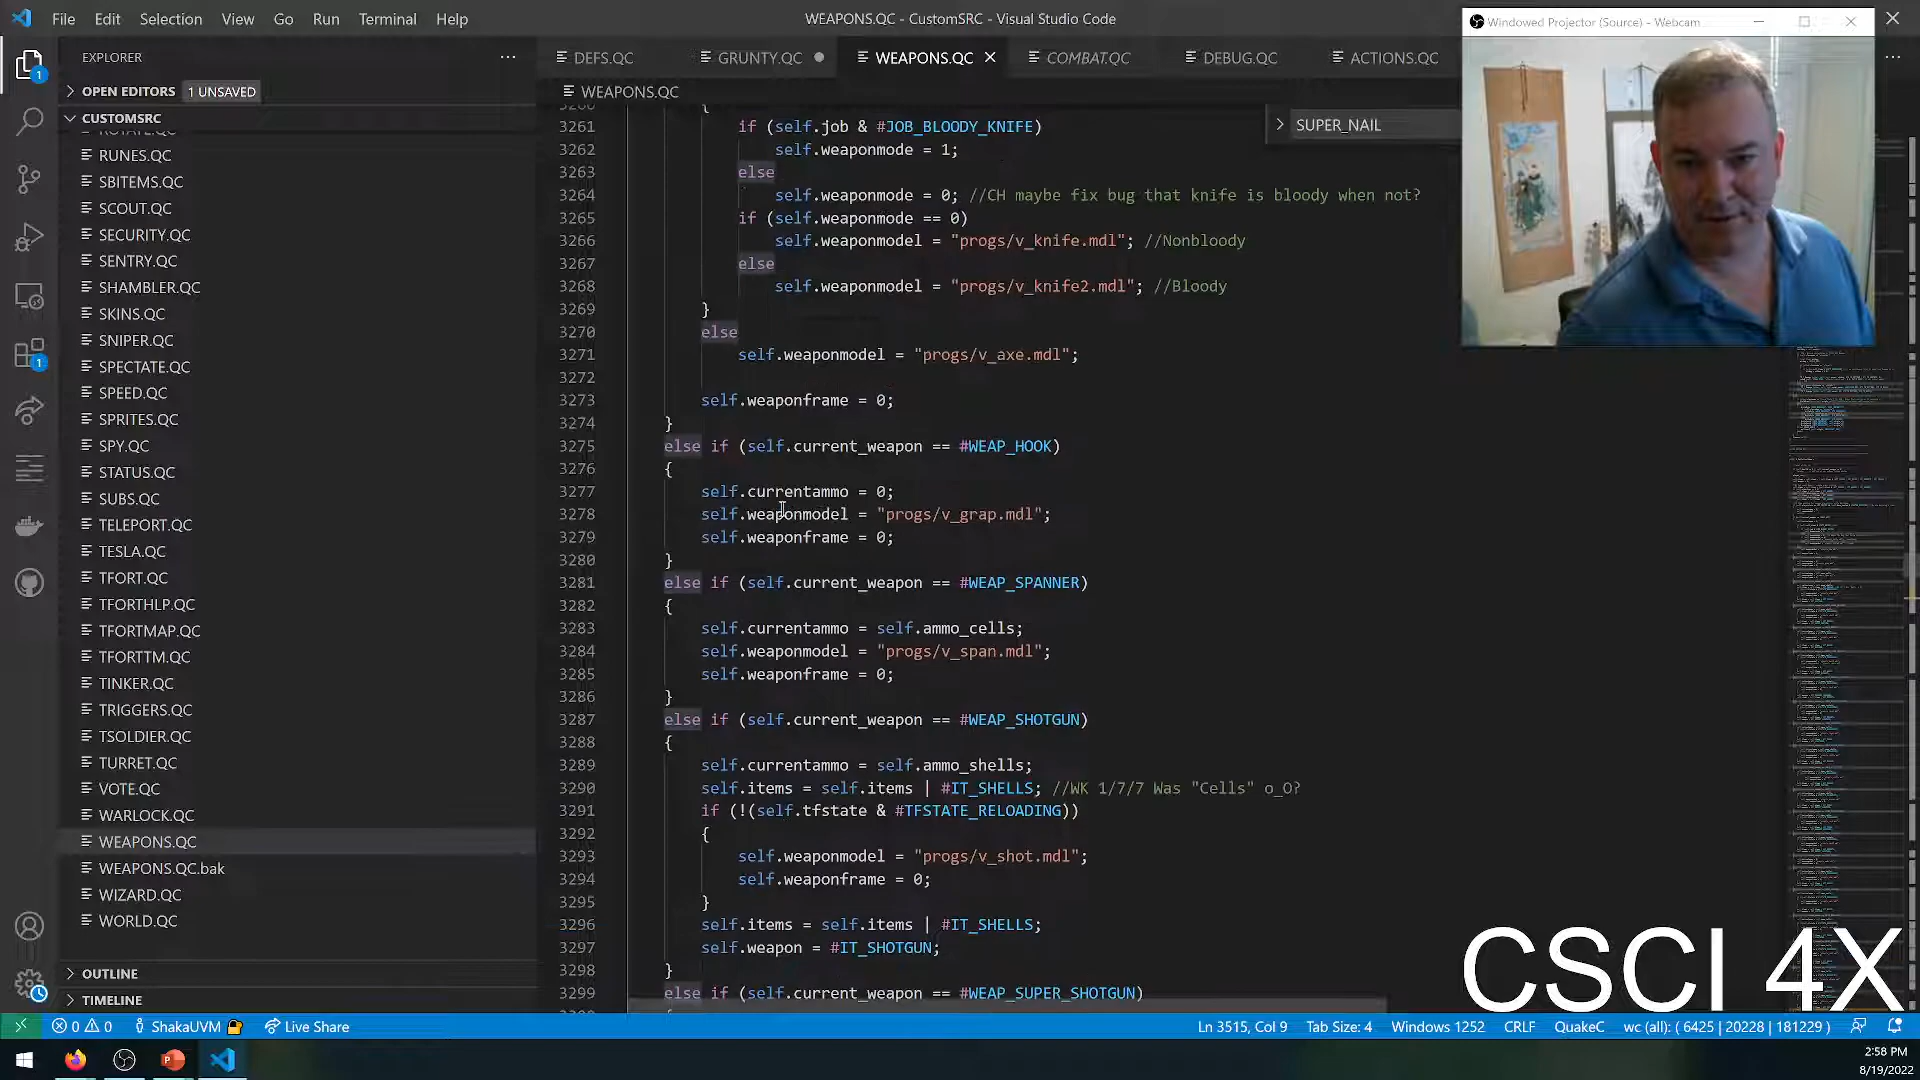 File Edit Selection View Go Run Terminal Help
WEAPONS.QC - CustomSRC - Visual Studio Code
Windowed Projector (Source) - Webcam
EXPLORER
OPEN EDITORS 1 UNSAVED
CUSTOMSRC
RUNES.QC
SBITEMS.QC
SCOUT.QC
SECURITY.QC
SENTRY.QC
SHAMBLER.QC
SKINS.QC
SNIPER.QC
SPECTATE.QC
SPEED.QC
SPRITES.QC
SPY.QC
STATUS.QC
SUBS.QC
TELEPORT.QC
TESLA.QC
TFORT.QC
TFORTHLP.QC
TFORTMAP.QC
TFORTTM.QC
TINKER.QC
TRIGGERS.QC
TSOLDIER.QC
TURRET.QC
VOTE.QC
WARLOCK.QC
WEAPONS.QC
WEAPONS.QC.bak
WIZARD.QC
WORLD.QC
OUTLINE
TIMELINE
DEFS.QC GRUNTY.QC WEAPONS.QC COMBAT.QC DEBUG.QC ACTIONS.QC
WEAPONS.QC
SUPER_NAIL
3260 {
3261 if (self.job & #JOB_BLOODY_KNIFE)
3262 self.weaponmode = 1;
3263 else
3264 self.weaponmode = 0; //CH maybe fix bug that knife is bloody when not?
3265 if (self.weaponmode == 0)
3266 self.weaponmodel = "progs/v_knife.mdl"; //Nonbloody
3267 else
3268 self.weaponmodel = "progs/v_knife2.mdl"; //Bloody
3269 }
3270 else
3271 self.weaponmodel = "progs/v_axe.mdl";
3272
3273 self.weaponframe = 0;
3274 }
3275 else if (self.current_weapon == #WEAP_HOOK)
3276 {
3277 self.currentammo = 0;
3278 self.weaponmodel = "progs/v_grap.mdl";
3279 self.weaponframe = 0;
3280 }
3281 else if (self.current_weapon == #WEAP_SPANNER)
3282 {
3283 self.currentammo = self.ammo_cells;
3284 self.weaponmodel = "progs/v_span.mdl";
3285 self.weaponframe = 0;
3286 }
3287 else if (self.current_weapon == #WEAP_SHOTGUN)
3288 {
3289 self.currentammo = self.ammo_shells;
3290 self.items = self.items | #IT_SHELLS; //WK 1/7/7 Was "Cells" o_O?
3291 if (!(self.tfstate & #TFSTATE_RELOADING))
3292 {
3293 self.weaponmodel = "progs/v_shot.mdl";
3294 self.weaponframe = 0;
3295 }
3296 self.items = self.items | #IT_SHELLS;
3297 self.weapon = #IT_SHOTGUN;
3298 }
3299 else if (self.current_weapon == #WEAP_SUPER_SHOTGUN)
CSCI 4X
0 0 ShakaUVM Live Share
Ln 3515, Col 9 Tab Size: 4 Windows 1252 CRLF QuakeC wc (all): ( 6425 | 20228 | 181229 )
2:58 PM
8/19/2022